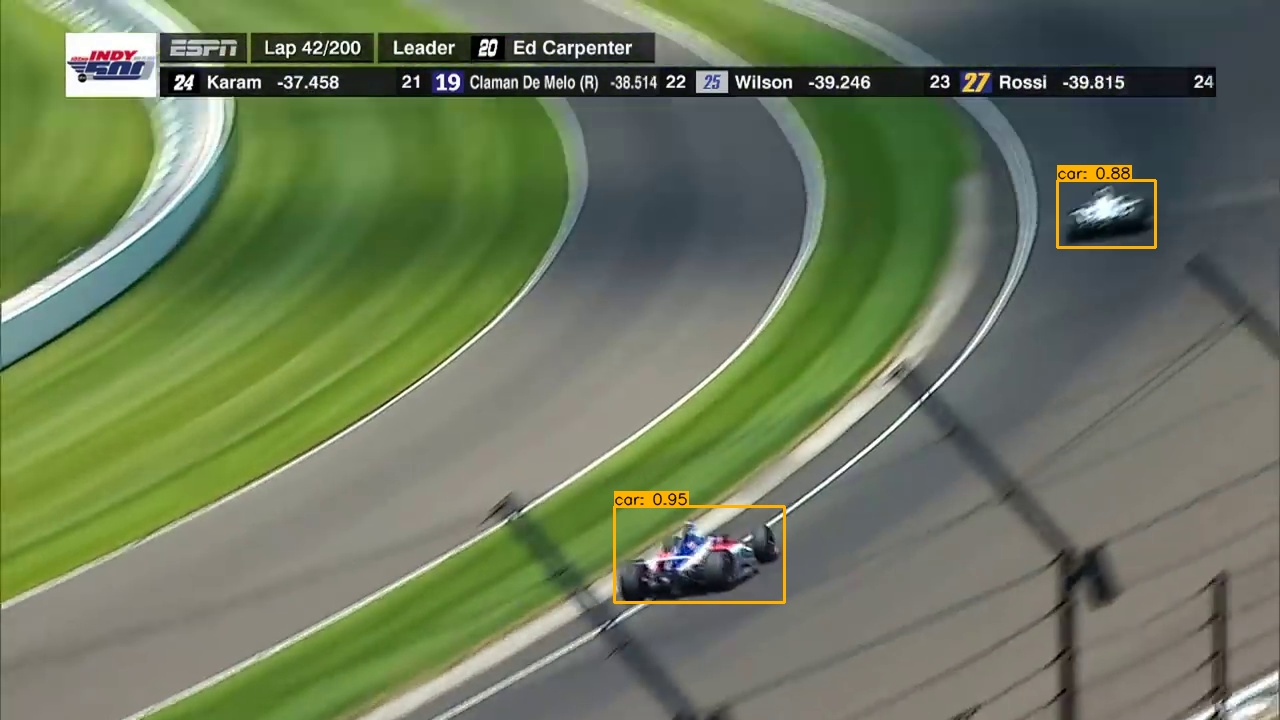 INDY
500
ESPN Lap 42/200 Leader 20 Ed Carpenter
24 Karam -37.458 21 19 Claman De Melo (R) -38.514 22 25 Wilson -39.246 23 27 Rossi -39.815 24
car: 0.88
car: 0.95